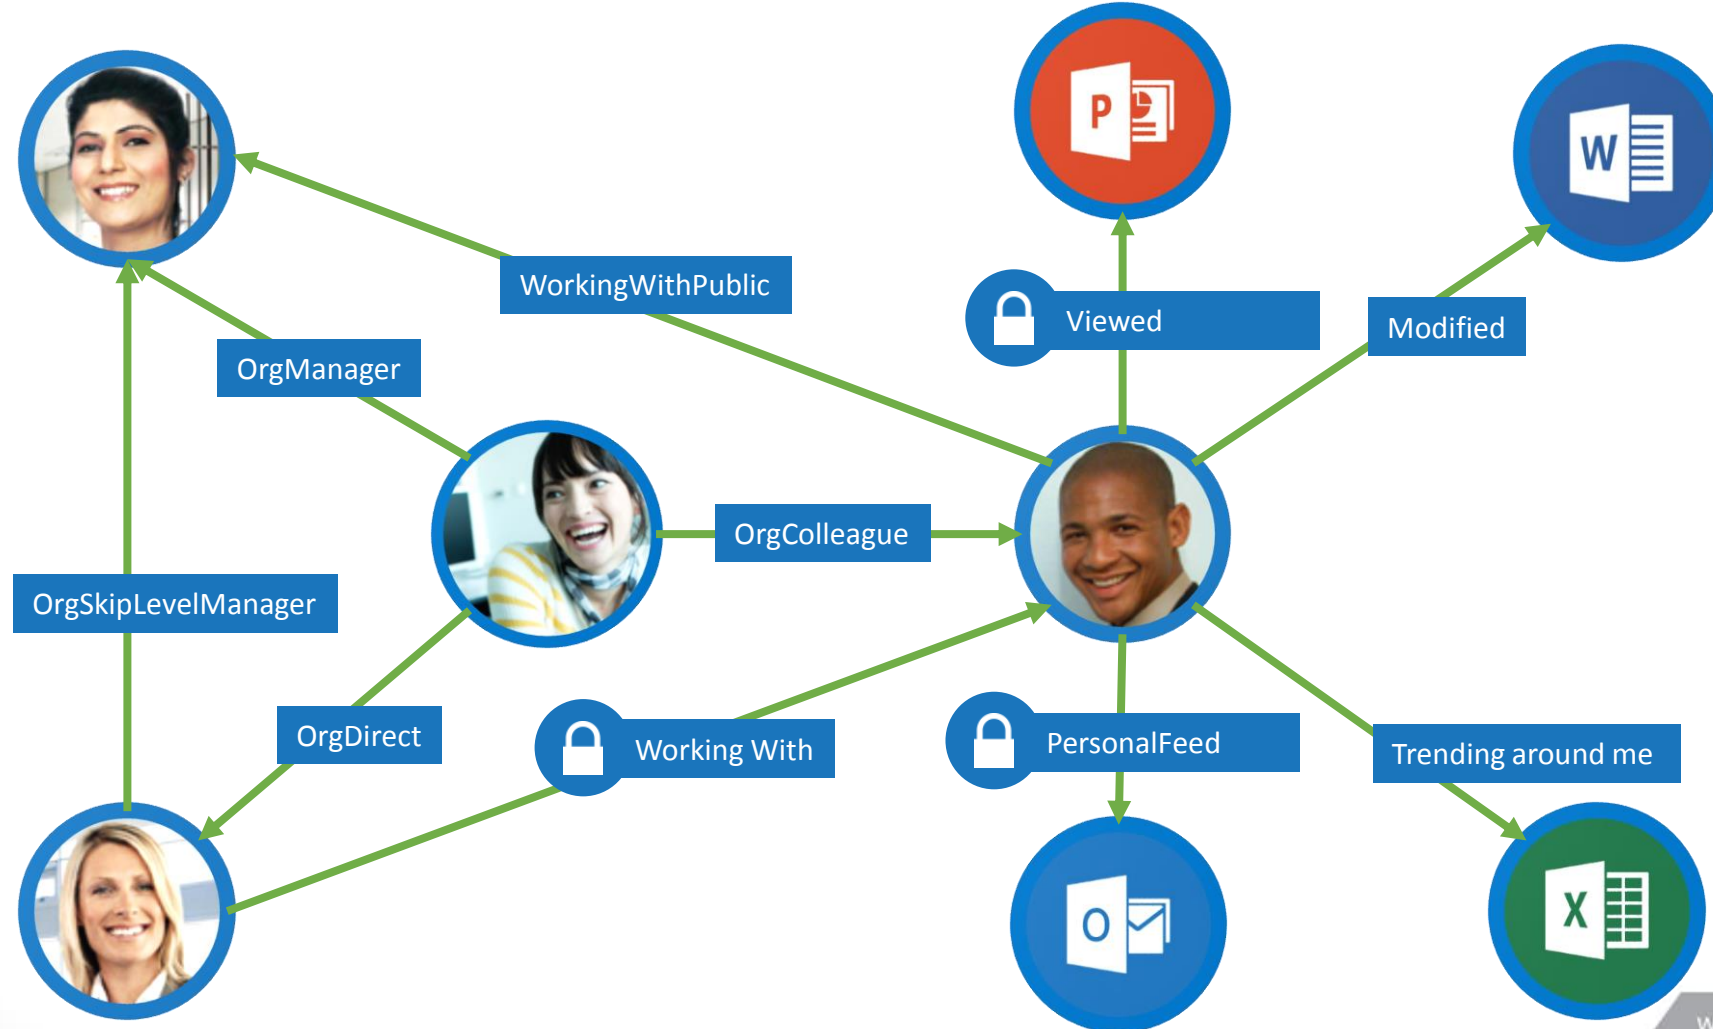 P
W
WorkingWithPublic
Viewed
Modified
OrgManager
OrgColleague
OrgSkipLevelManager
OrgDirect
Working With
PersonalFeed
Trending around me
O
X